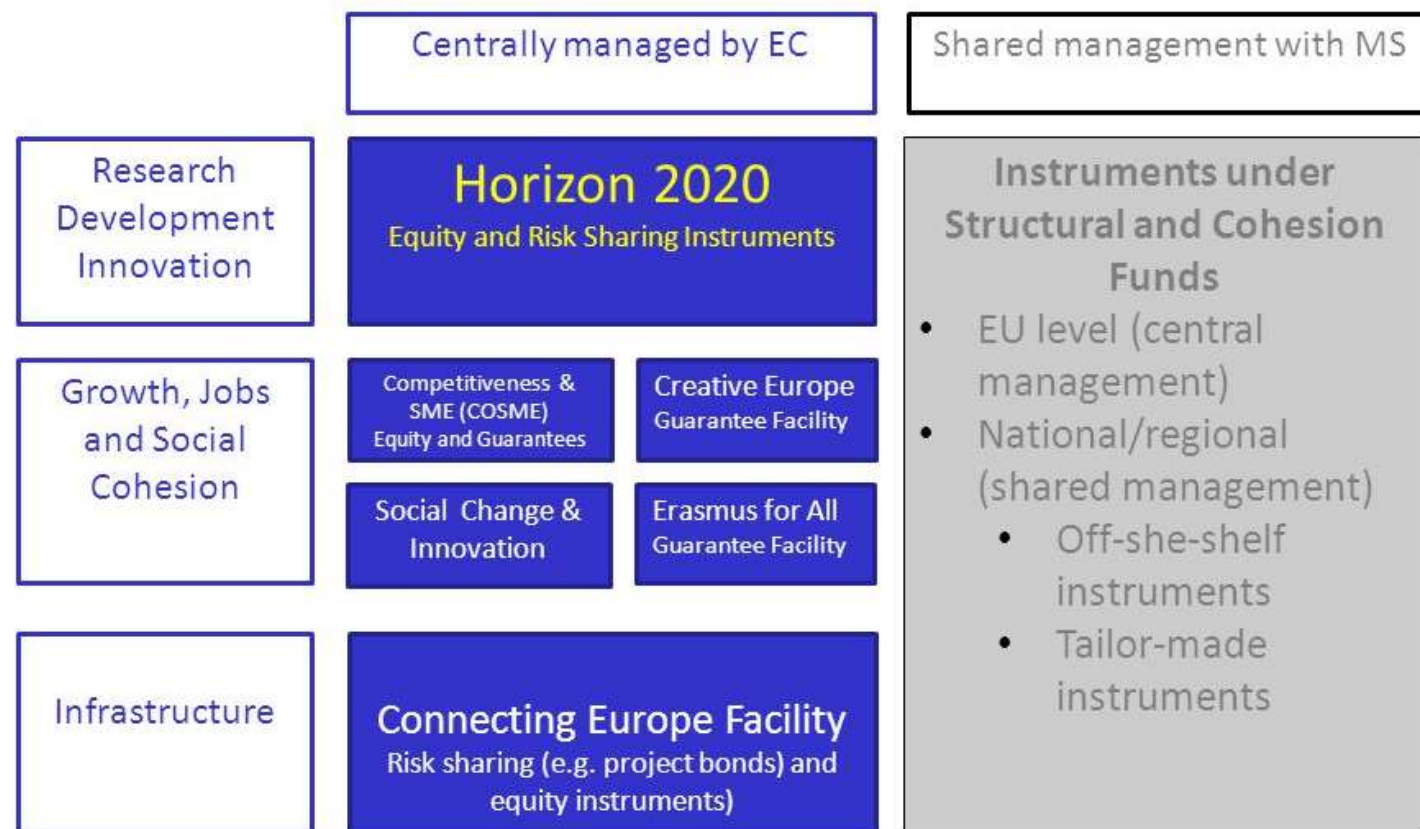 Centrally managed by EC
Shared management with MS
Research
Development
Innovation
Horizon 2020
Equity and Risk Sharing Instruments
Growth, Jobs
and Social
Cohesion
Competitiveness &
SME (COSME)
Equity and Guarantees
Creative Europe
Guarantee Facility
Social Change &
Innovation
Erasmus for All
Guarantee Facility
Infrastructure
Connecting Europe Facility
Risk sharing (e.g. project bonds) and
equity instruments)
Instruments under
Structural and Cohesion
Funds
• EU level (central
management)
• National/regional
(shared management)
• Off-she-shelf
instruments
• Tailor-made
instruments